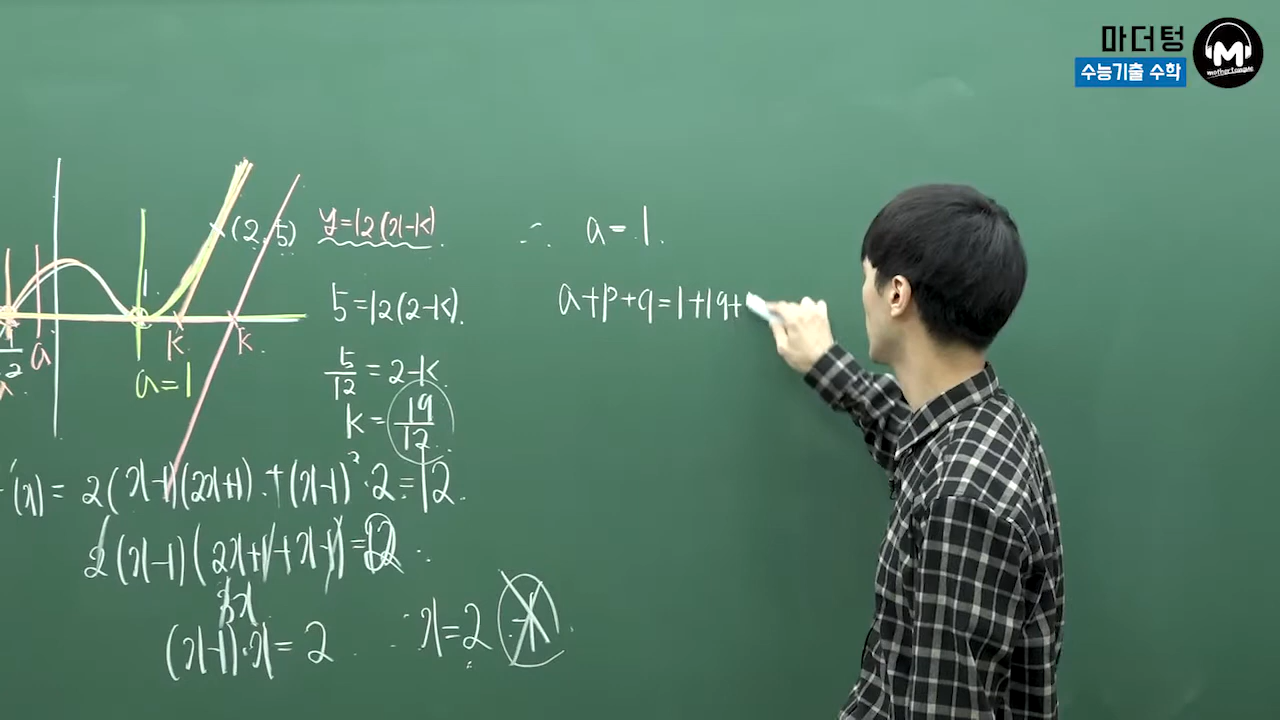 마더텅
수능기출 수학
M
motherTongue
(2, 5)
y=12(x-k)
∴ a=1.
1
5=12(2-k).
a+p+q=1+19+
a
k
k.
a=1
5/12 = 2-k.
k = 19/12
(x) = 2(x-1)(2x+1) + (x-1)²·2 = 12.
2(x-1)(2x+1+x-1) = 12
3x
(x-1)·x = 2
x=2